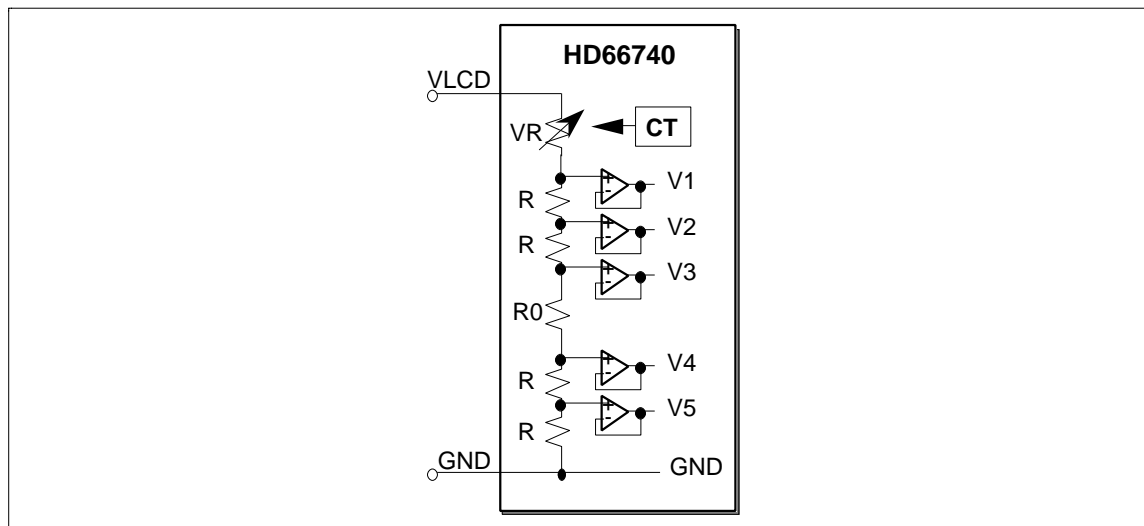 HD66740
VLCD
VR
CT
+
-
V1
R
+
-
V2
R
+
-
V3
R0
+
-
V4
R
+
-
V5
R
GND
GND